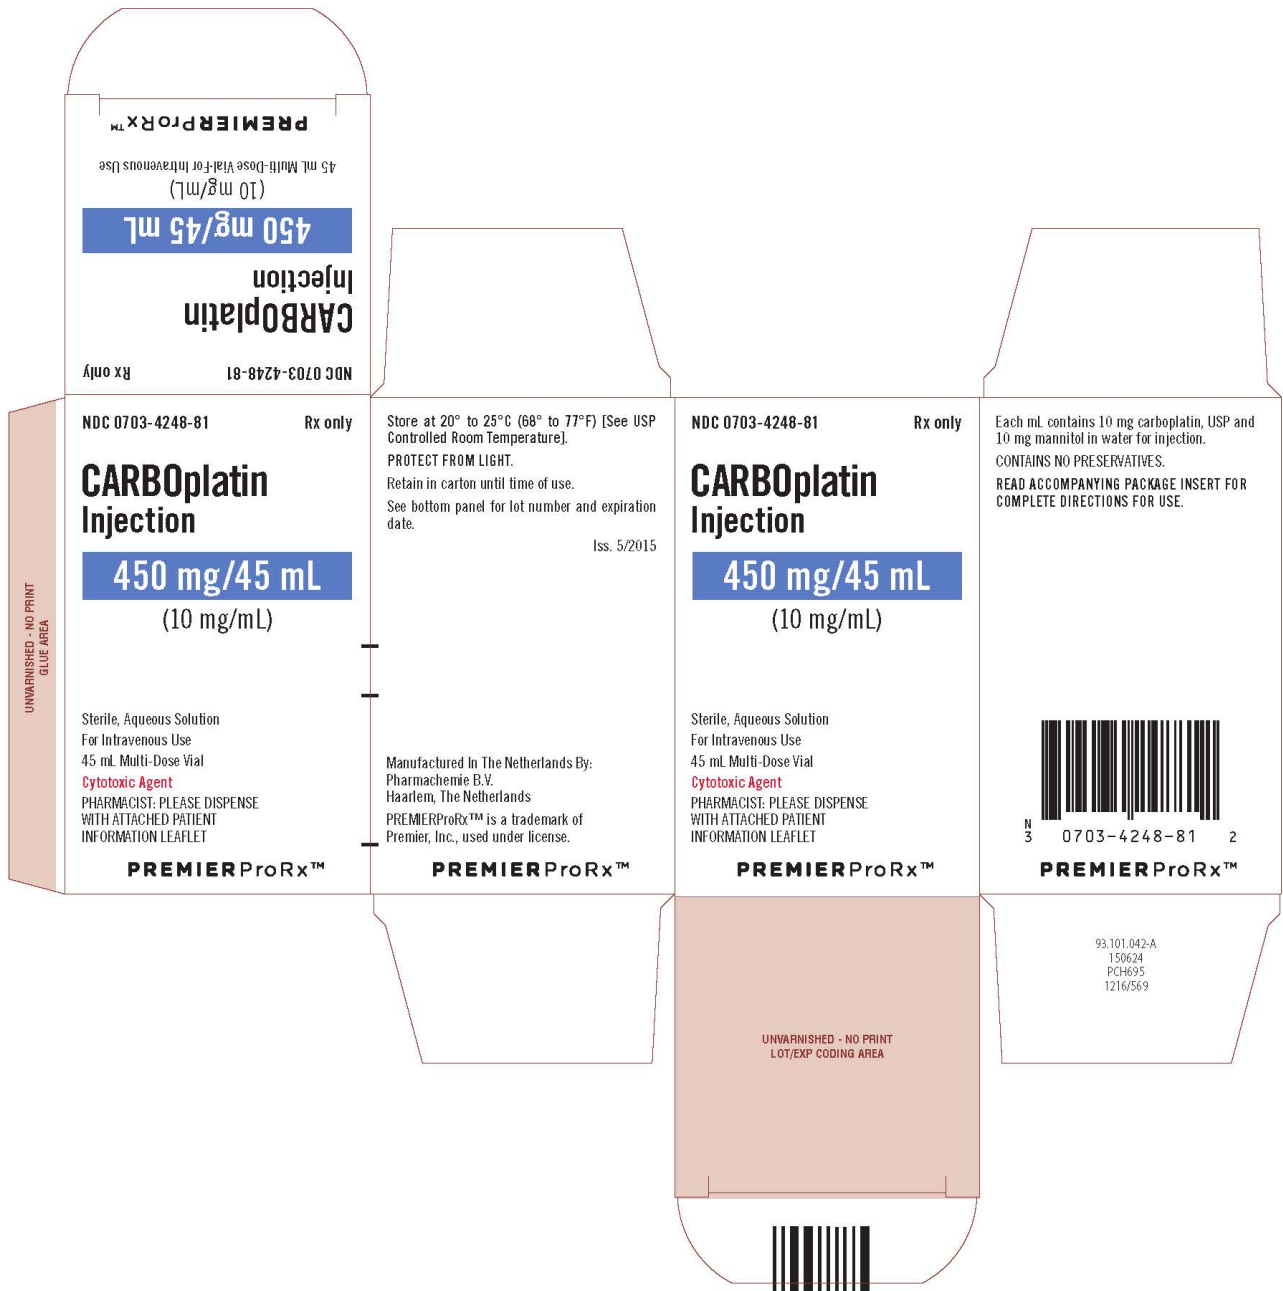 PREMIERProRx™
45 mL Multi-Dose Vial-For Intravenous Use
(10 mg/mL)
450 mg/45 mL
Injection
CARBOplatin
NDC 0703-4248-81 Rx only
UNVARNISHED - NO PRINT
GLUE AREA
NDC 0703-4248-81 Rx only
CARBOplatin
Injection
450 mg/45 mL
(10 mg/mL)
Sterile, Aqueous Solution
For Intravenous Use
45 mL Multi-Dose Vial
Cytotoxic Agent
PHARMACIST: PLEASE DISPENSE
WITH ATTACHED PATIENT
INFORMATION LEAFLET
PREMIERProRx™
Store at 20° to 25°C (68° to 77°F) [See USP
Controlled Room Temperature].
PROTECT FROM LIGHT.
Retain in carton until time of use.
See bottom panel for lot number and expiration
date.
Iss. 5/2015
Manufactured In The Netherlands By:
Pharmachemie B.V.
Haarlem, The Netherlands
PREMIERProRx™ is a trademark of
Premier, Inc., used under license.
PREMIERProRx™
NDC 0703-4248-81 Rx only
CARBOplatin
Injection
450 mg/45 mL
(10 mg/mL)
Sterile, Aqueous Solution
For Intravenous Use
45 mL Multi-Dose Vial
Cytotoxic Agent
PHARMACIST: PLEASE DISPENSE
WITH ATTACHED PATIENT
INFORMATION LEAFLET
PREMIERProRx™
Each mL contains 10 mg carboplatin, USP and
10 mg mannitol in water for injection.
CONTAINS NO PRESERVATIVES.
READ ACCOMPANYING PACKAGE INSERT FOR
COMPLETE DIRECTIONS FOR USE.
N
3 0703-4248-81 2
PREMIERProRx™
93.101.042-A
150624
PCH695
1216/569
UNVARNISHED - NO PRINT
LOT/EXP CODING AREA